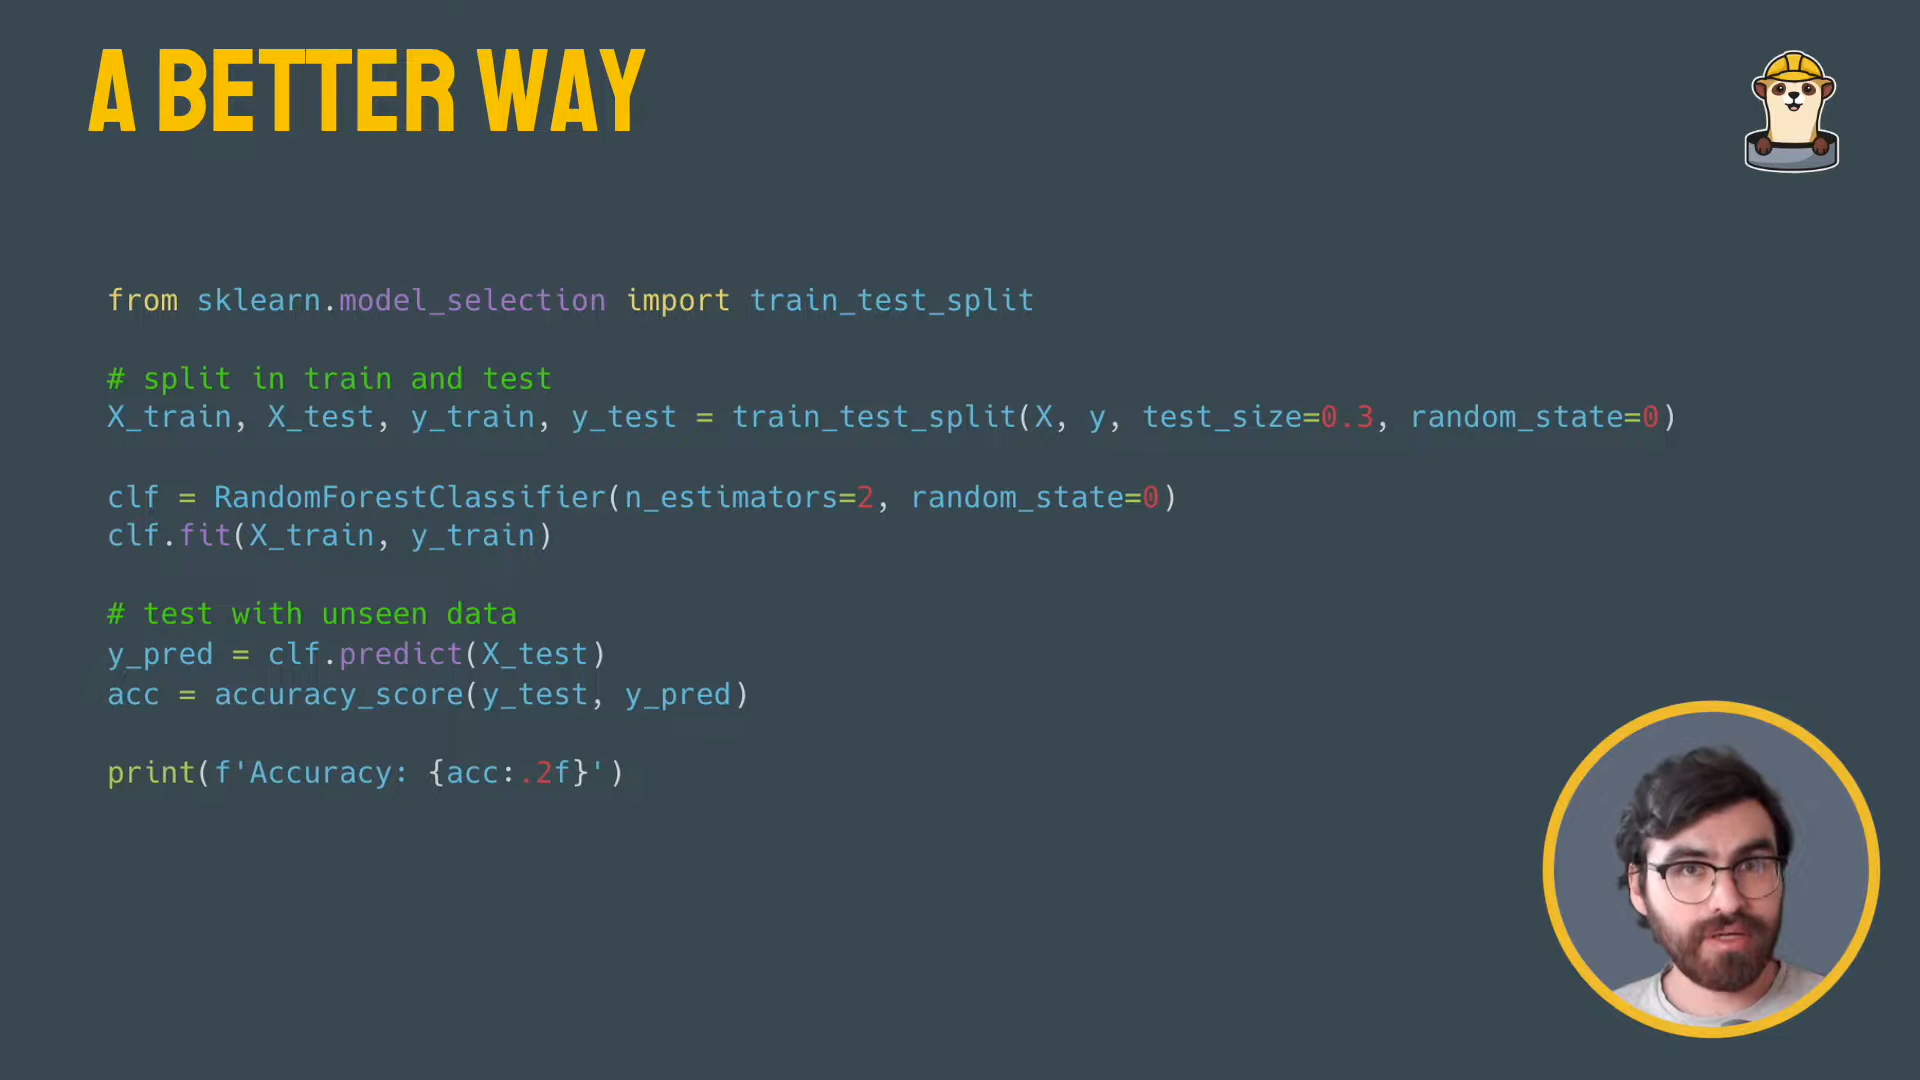 A BETTER WAY
from sklearn.model_selection import train_test_split
# split in train and test
X_train, X_test, y_train, y_test = train_test_split(X, y, test_size=0.3, random_state=0)
clf = RandomForestClassifier(n_estimators=2, random_state=0)
clf.fit(X_train, y_train)
# test with unseen data
y_pred = clf.predict(X_test)
acc = accuracy_score(y_test, y_pred)
print(f'Accuracy: {acc:.2f}')